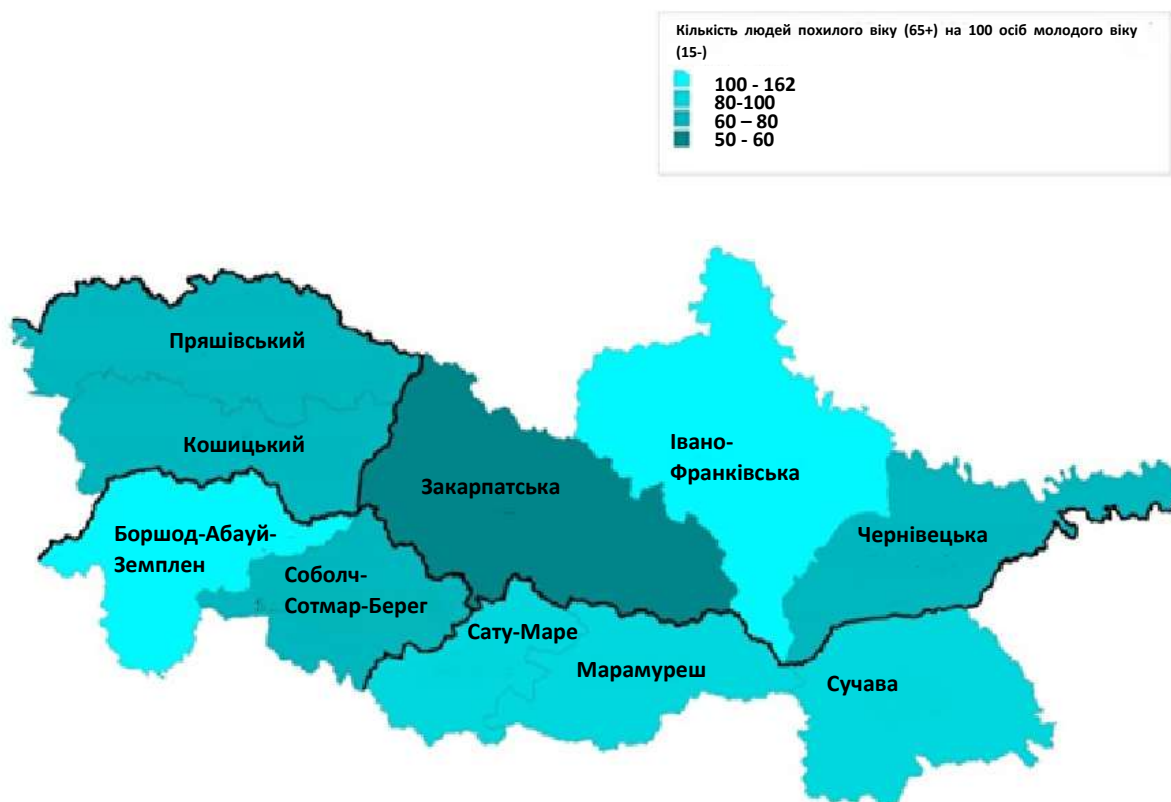 Кількість людей похилого віку (65+) на 100 осіб молодого віку
(15-)
100 - 162
80-100
60 – 80
50 - 60
Пряшівський
Кошицький
Івано-
Франківська
Закарпатська
Боршод-Абауй-
Земплен
Чернівецька
Соболч-
Сотмар-Берег
Сату-Маре
Марамуреш
Сучава